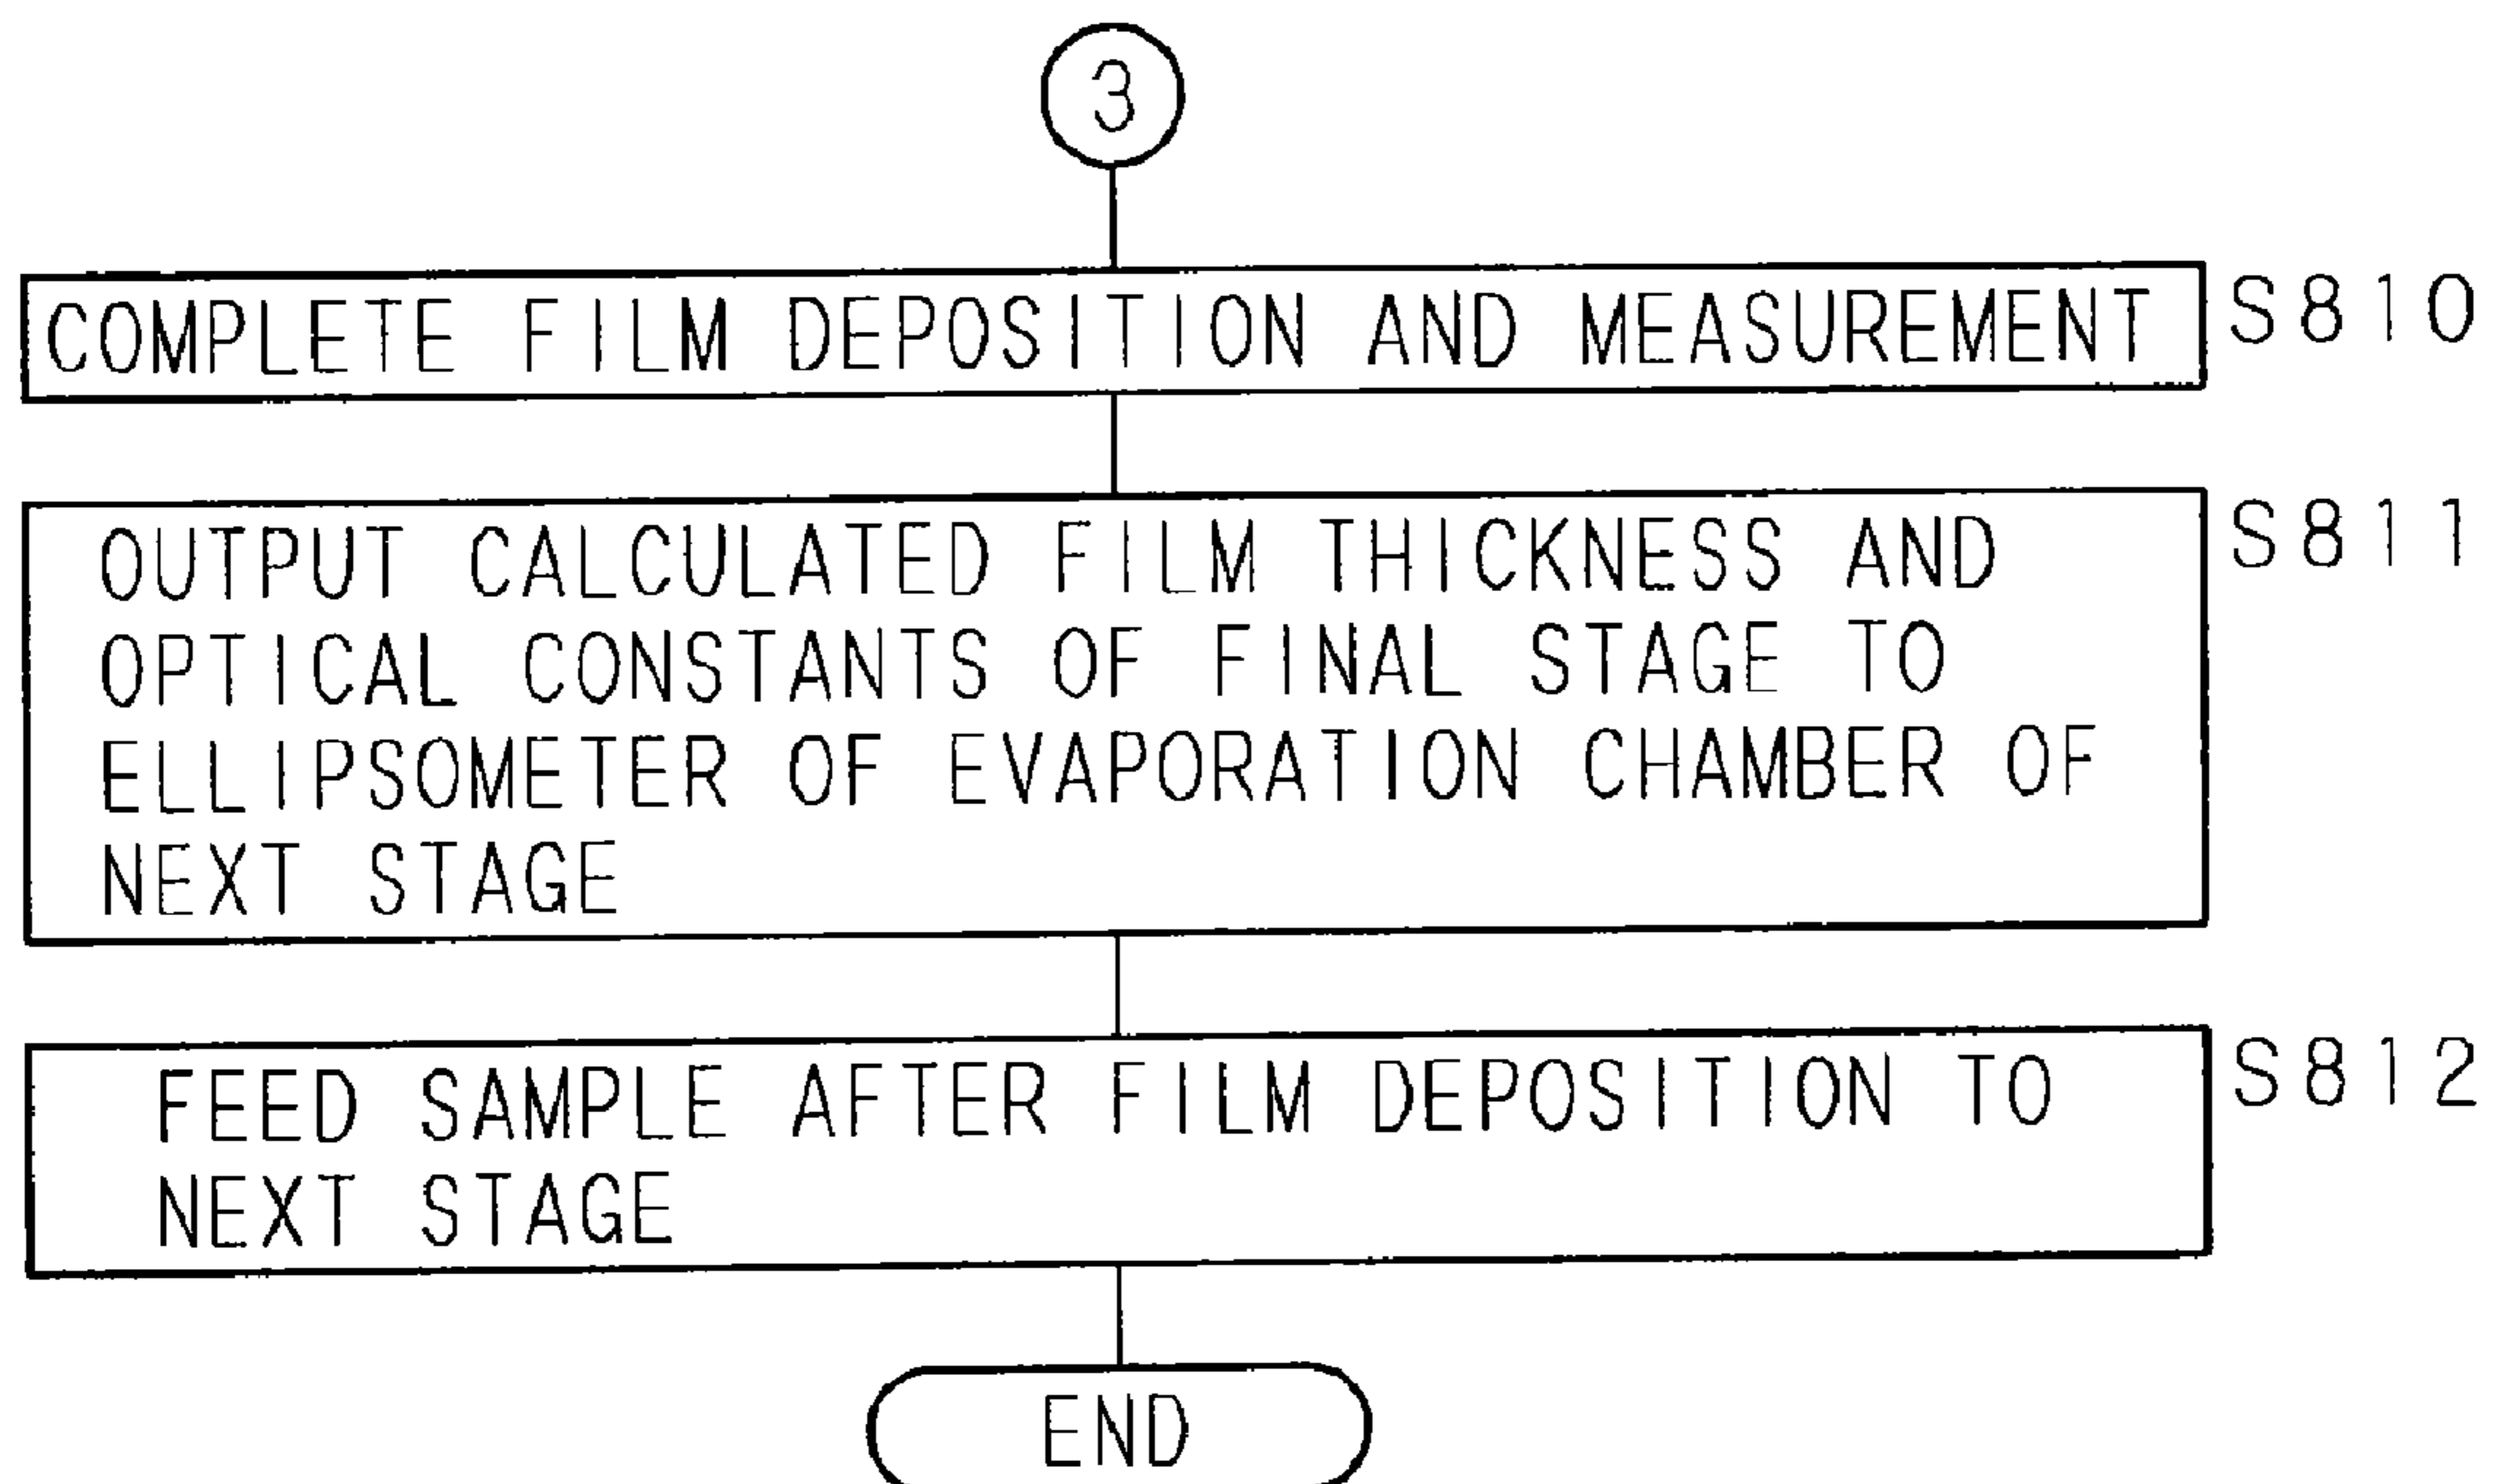 3
COMPLETE FILM DEPOSITION AND MEASUREMENT
S810
OUTPUT CALCULATED FILM THICKNESS AND
OPTICAL CONSTANTS OF FINAL STAGE TO
ELLIPSOMETER OF EVAPORATION CHAMBER OF
NEXT STAGE
S811
FEED SAMPLE AFTER FILM DEPOSITION TO
NEXT STAGE
S812
END